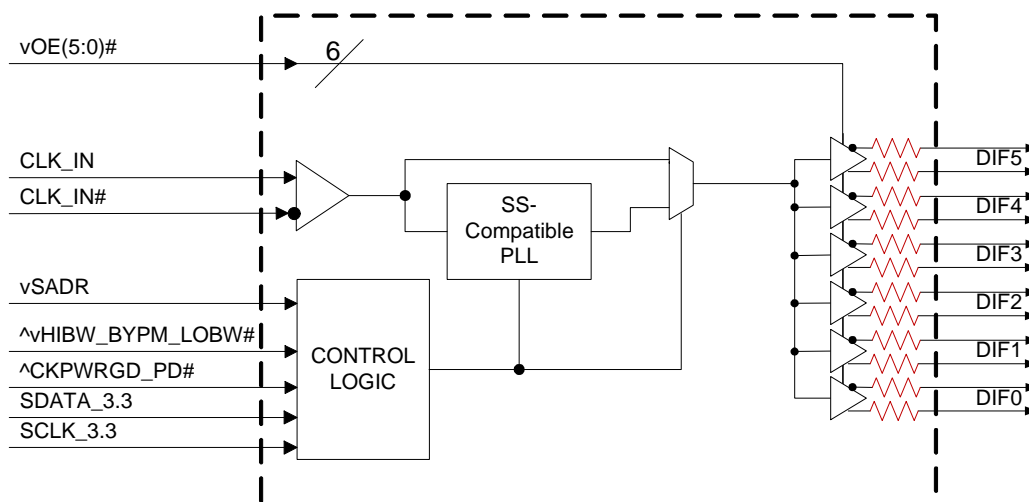 vOE(5:0)#
6
CLK_IN
CLK_IN#
SS-
Compatible
PLL
vSADR
^vHIBW_BYPM_LOBW#
^CKPWRGD_PD#
SDATA_3.3
SCLK_3.3
CONTROL
LOGIC
DIF5
DIF4
DIF3
DIF2
DIF1
DIF0